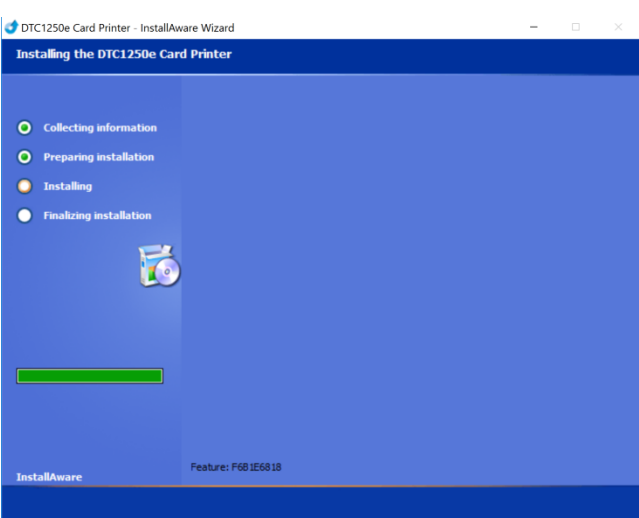 DTC1250e Card Printer - InstallAware Wizard
Installing the DTC1250e Card Printer
Collecting information
Preparing installation
Installing
Finalizing installation
Feature: F6B1E6818
InstallAware